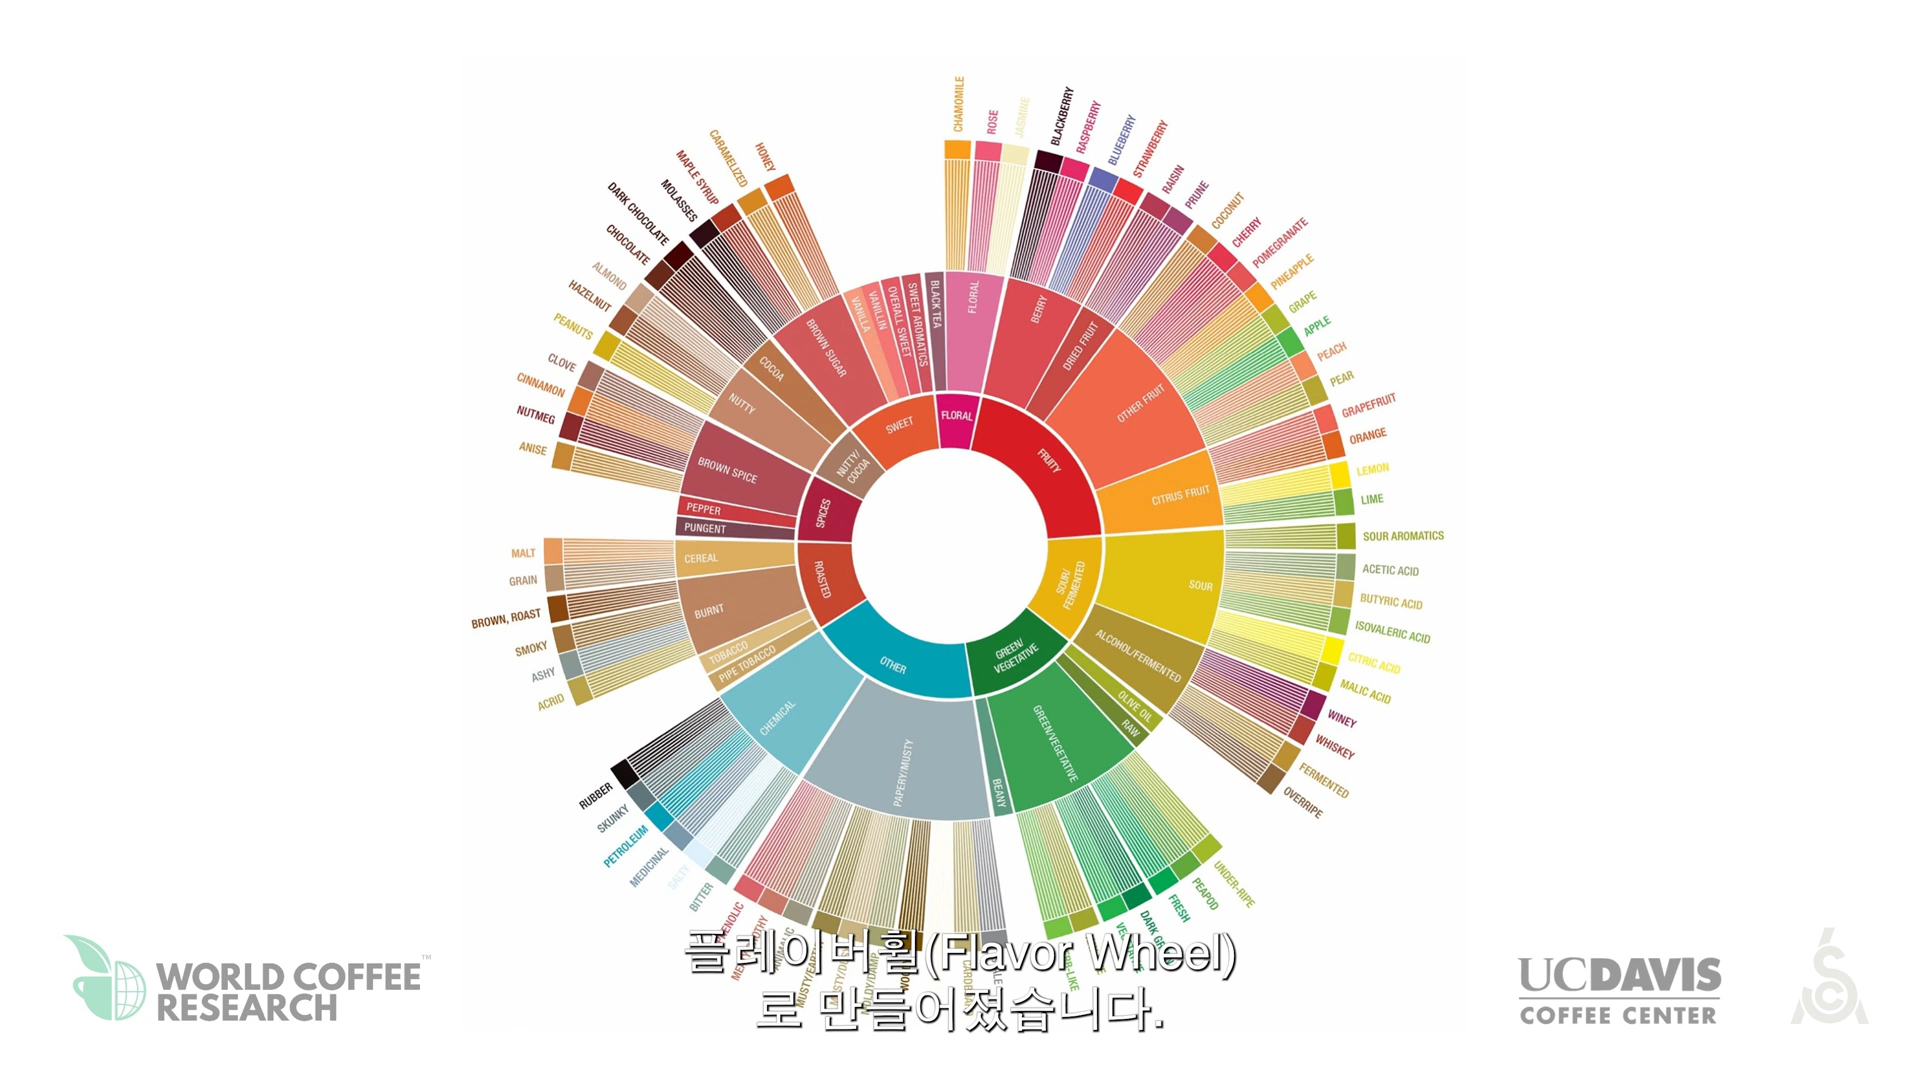 CHAMOMILE
ROSE
JASMINE
BLACKBERRY
RASPBERRY
BLUEBERRY
STRAWBERRY
RAISIN
PRUNE
COCONUT
CHERRY
POMEGRANATE
PINEAPPLE
GRAPE
APPLE
PEACH
PEAR
GRAPEFRUIT
ORANGE
LEMON
LIME
SOUR AROMATICS
ACETIC ACID
BUTYRIC ACID
ISOVALERIC ACID
CITRIC ACID
MALIC ACID
WINEY
WHISKEY
FERMENTED
OVERRIPE
UNDER-RIPE
PEAPOD
FRESH
BITTER
SALTY
MEDICINAL
PETROLEUM
SKUNKY
RUBBER
ACRID
ASHY
SMOKY
BROWN, ROAST
GRAIN
MALT
ANISE
NUTMEG
CINNAMON
CLOVE
PEANUTS
HAZELNUT
ALMOND
CHOCOLATE
DARK CHOCOLATE
MOLASSES
MAPLE SYRUP
CARAMELIZED
HONEY
FLORAL
BERRY
DRIED FRUIT
OTHER FRUIT
CITRUS FRUIT
SOUR
ALCOHOL/FERMENTED
OLIVE OIL
RAW
GREEN/VEGETATIVE
BEANY
PAPERY/MUSTY
CHEMICAL
PIPE TOBACCO
TOBACCO
BURNT
CEREAL
PUNGENT
PEPPER
BROWN SPICE
NUTTY
COCOA
BROWN SUGAR
VANILLA
VANILLIN
OVERALL SWEET
SWEET AROMATICS
BLACK TEA
FLORAL
FRUITY
SOUR/
FERMENTED
GREEN/
VEGETATIVE
OTHER
ROASTED
SPICES
NUTTY/
COCOA
SWEET
플레이버휠(Flavor Wheel)
로 만들어졌습니다.
WORLD COFFEE™
RESEARCH
UCDAVIS
COFFEE CENTER
SCA